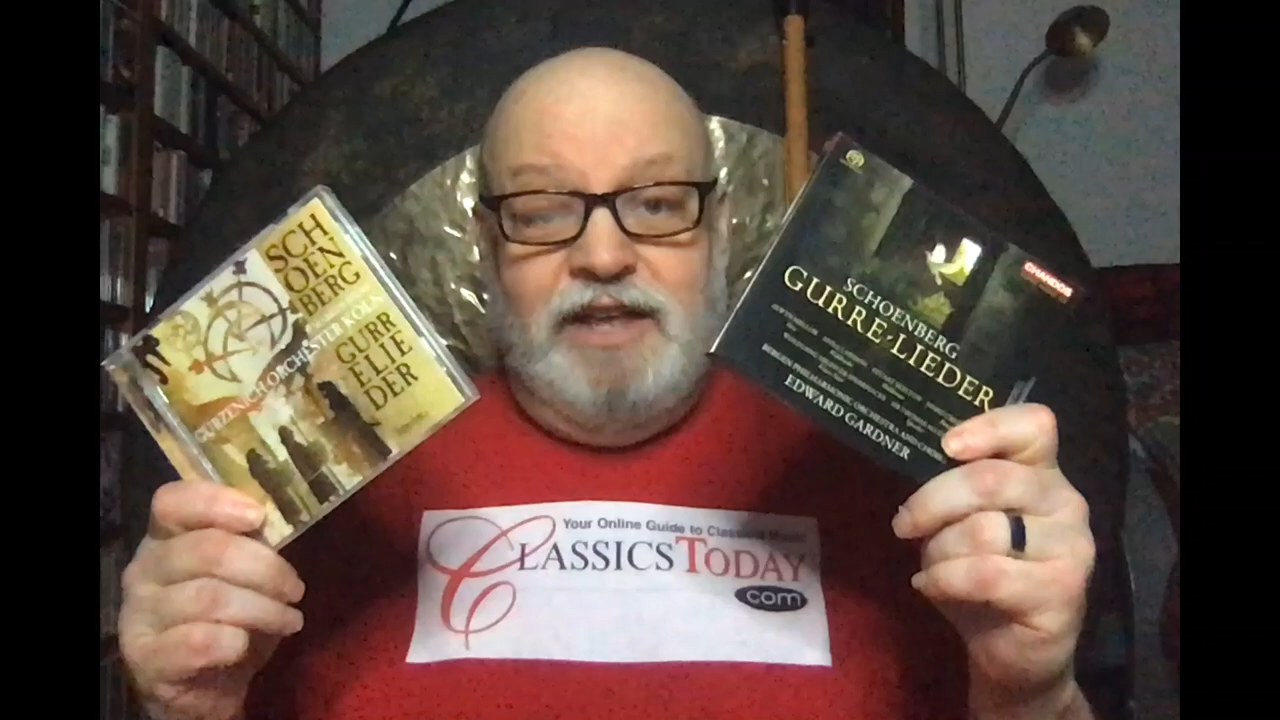 SCH
OEN
BERG
GÜRZENICH ORCHESTER KÖLN
GURR
ELIE
DER
CHANDOS
SCHOENBERG
GURRE-LIEDER
BERGEN PHILHARMONIC ORCHESTRA AND CHOIRS
EDWARD GARDNER
Your Online Guide to Classical Music
CLASSICSTODAY
com